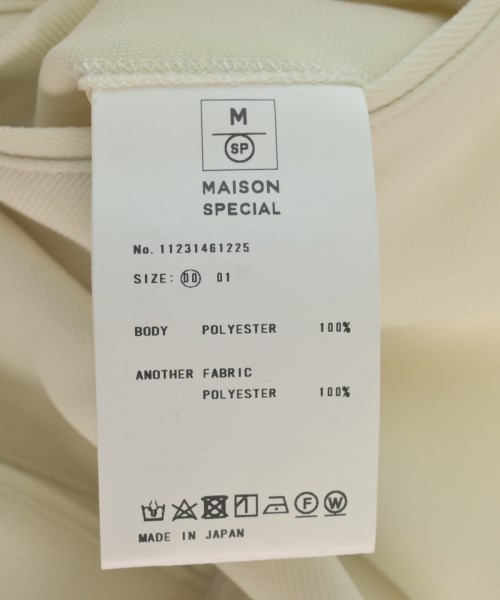 M
SP
MAISON
SPECIAL
No. 11231461225
SIZE: 00 01
BODY POLYESTER 100%
ANOTHER FABRIC
POLYESTER 100%
F W
MADE IN JAPAN